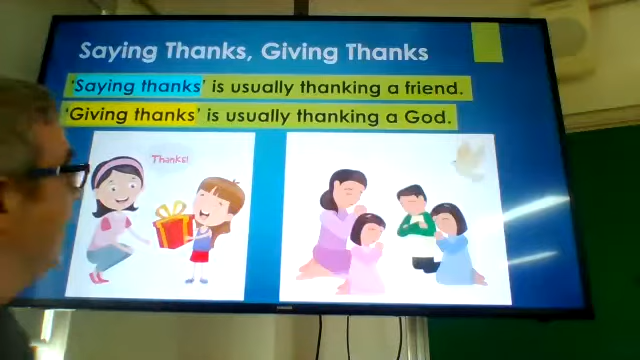 Saying Thanks, Giving Thanks
‘Saying thanks’ is usually thanking a friend.
‘Giving thanks’ is usually thanking a God.
Thanks!